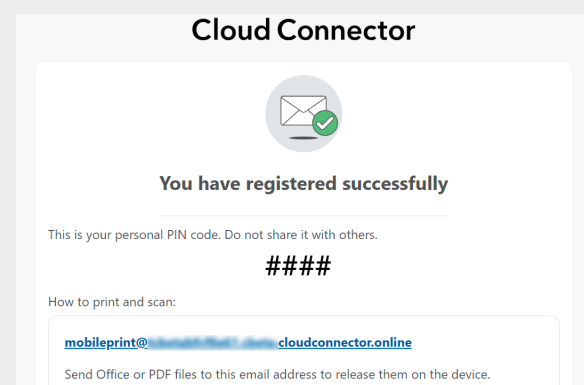 Cloud Connector
You have registered successfully
This is your personal PIN code. Do not share it with others.
####
How to print and scan:
mobileprint@ .cloudconnector.online
Send Office or PDF files to this email address to release them on the device.